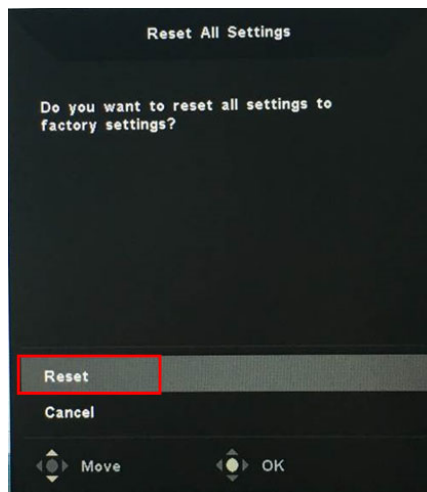 Reset All Settings
Do you want to reset all settings to
factory settings?
Reset
Cancel
Move
OK